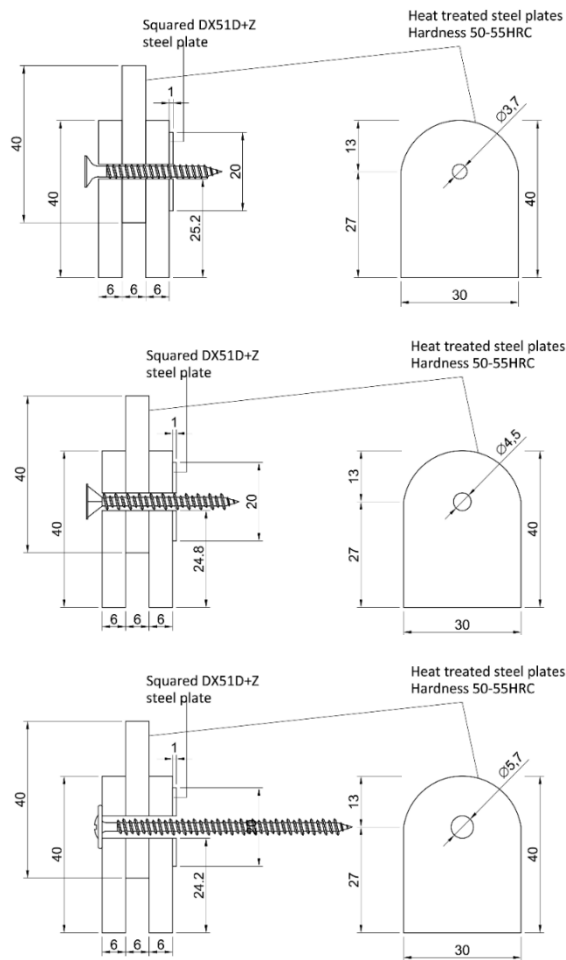 Squared DX51D+Z
steel plate
Heat treated steel plates
Hardness 50-55HRC
1
40
40
20
25.2
6 6 6
Ø3,7
13
27
40
30
Squared DX51D+Z
steel plate
Heat treated steel plates
Hardness 50-55HRC
1
40
40
20
24.8
6 6 6
Ø4,5
13
27
40
30
Squared DX51D+Z
steel plate
Heat treated steel plates
Hardness 50-55HRC
1
40
40
20
24.2
6 6 6
Ø5,7
13
27
40
30